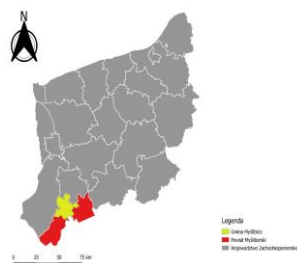 N
0 25 50 75 km
Legenda
Gmina Myślibórz
Powiat Myśliborski
Województwo Zachodniopomorskie